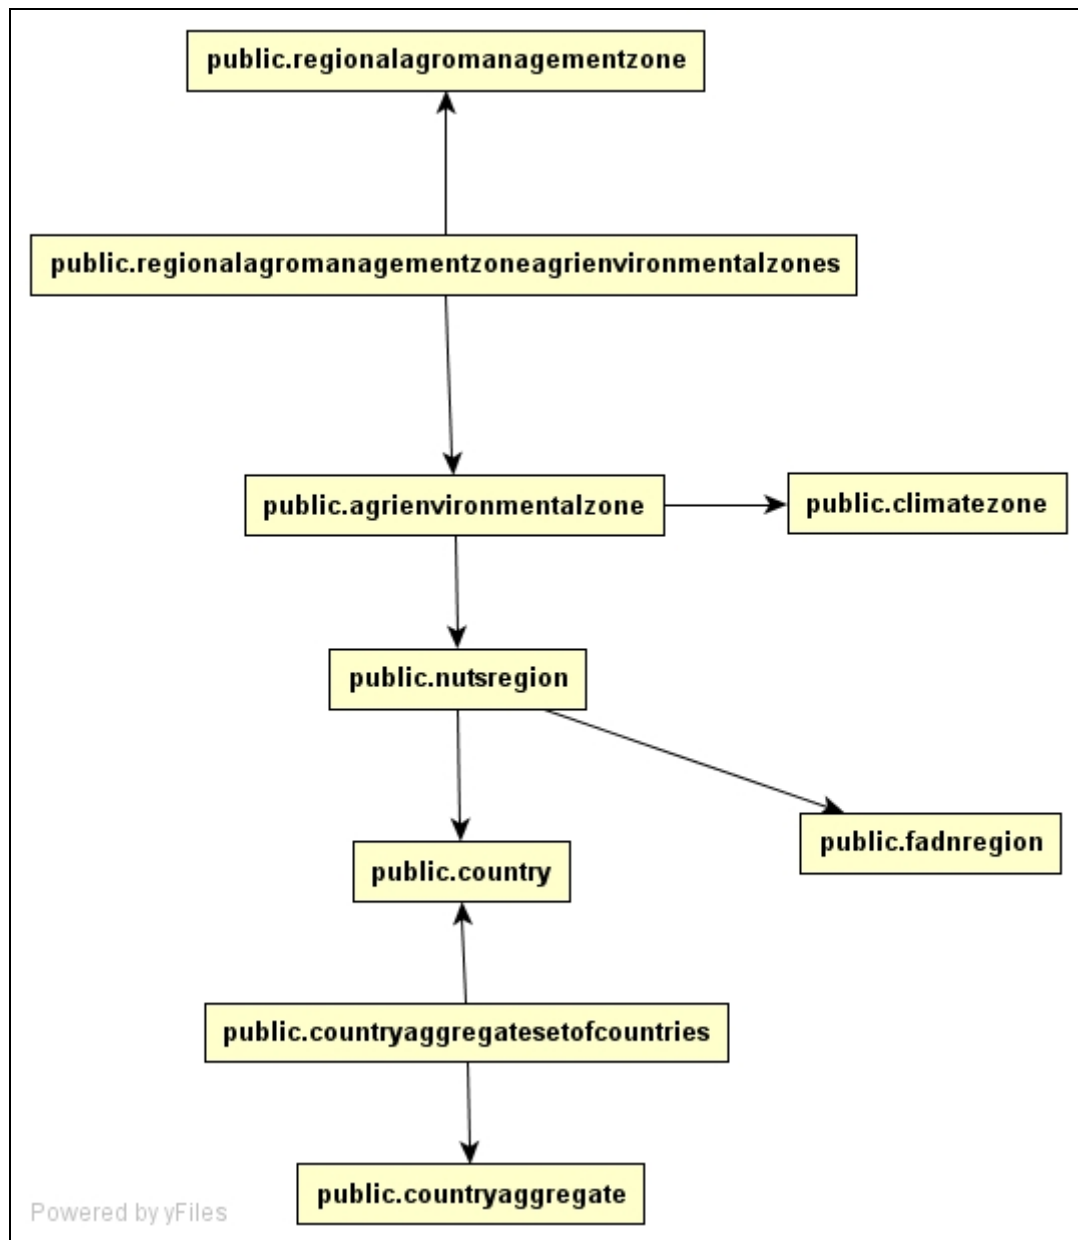 public.regionalagromanagementzone
public.regionalagromanagementzoneagrienvironmentalzones
public.agrienvironmentalzone
public.climatezone
public.nutsregion
public.fadnregion
public.country
public.countryaggregatesetofcountries
public.countryaggregate
Powered by yFiles